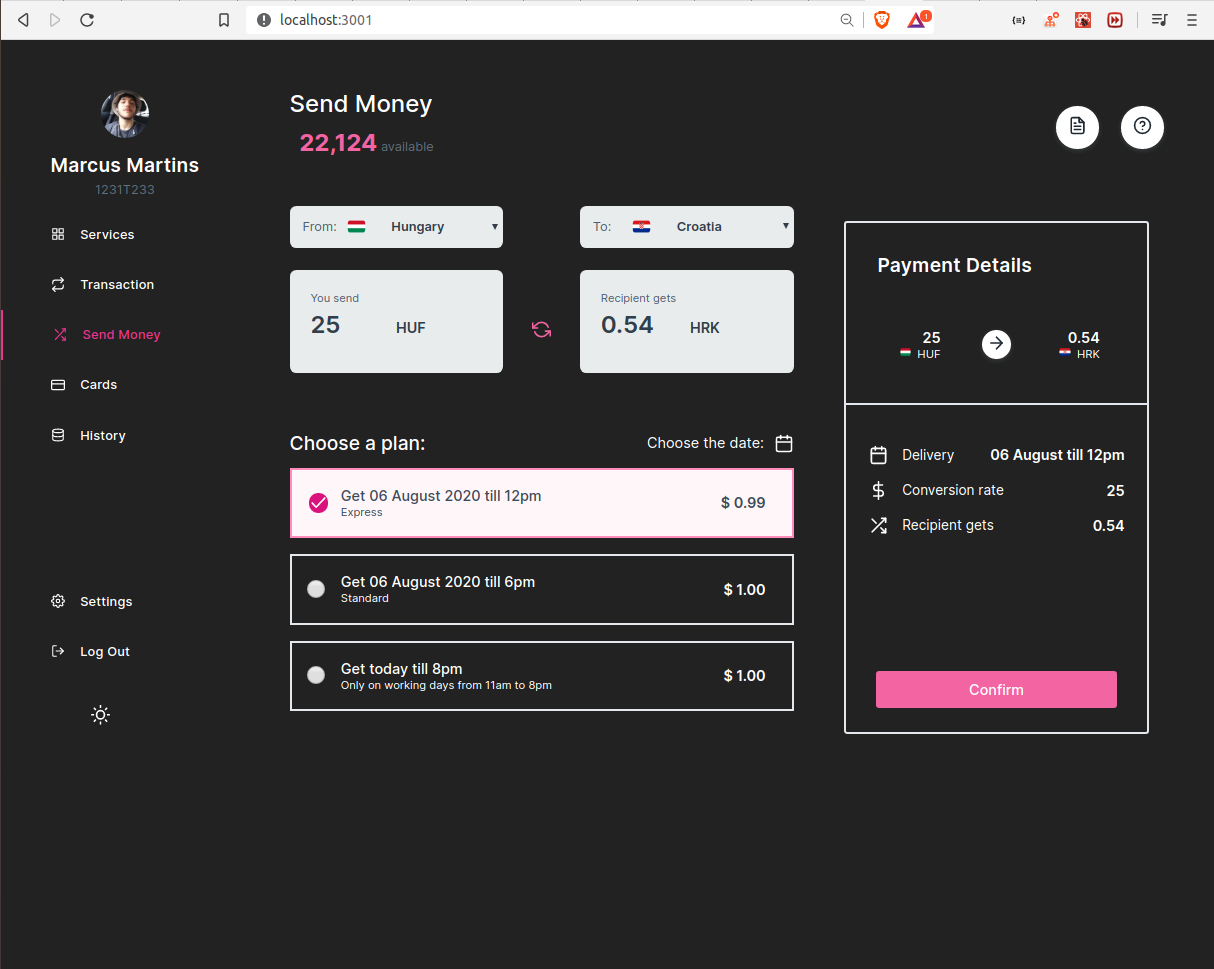 localhost:3001
1
Marcus Martins
1231T233
Services
Transaction
Send Money
Cards
History
Settings
Log Out
Send Money
22,124 available
From: Hungary
To: Croatia
You send
25 HUF
Recipient gets
0.54 HRK
Choose a plan:
Choose the date:
Get 06 August 2020 till 12pm
Express
$ 0.99
Get 06 August 2020 till 6pm
Standard
$ 1.00
Get today till 8pm
Only on working days from 11am to 8pm
$ 1.00
Payment Details
25
HUF
0.54
HRK
Delivery 06 August till 12pm
Conversion rate 25
Recipient gets 0.54
Confirm